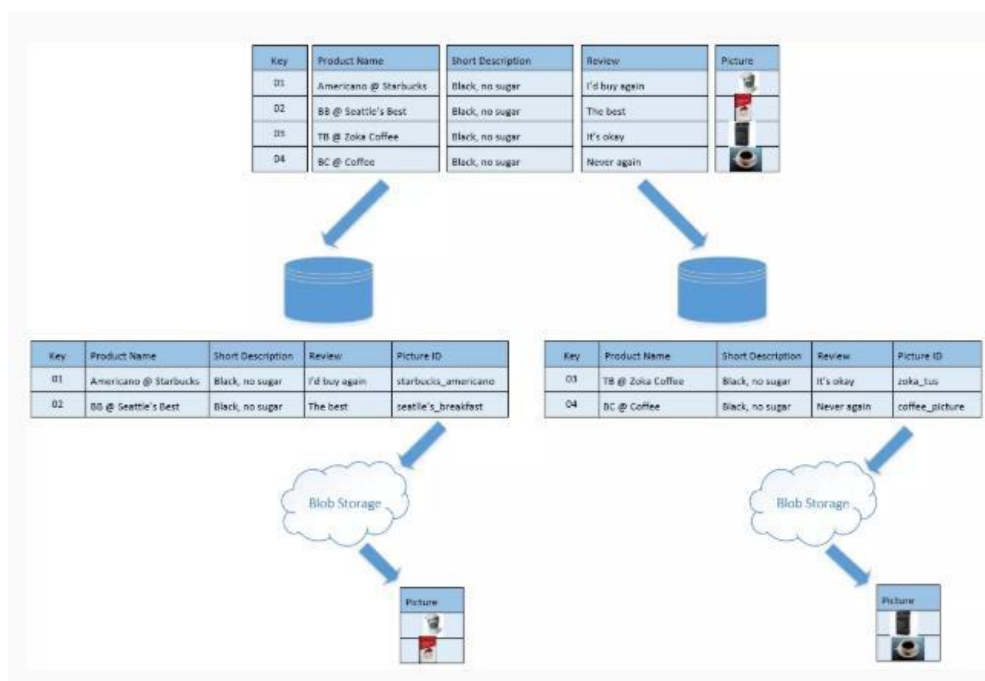 Key Product Name Short Description Review Picture
01 Americano @ Starbucks Black, no sugar I'd buy again
02 BB @ Seattle's Best Black, no sugar The best
03 TB @ Zoka Coffee Black, no sugar It's okay
04 BC @ Coffee Black, no sugar Never again
Key Product Name Short Description Review Picture ID
01 Americano @ Starbucks Black, no sugar I'd buy again starbucks_americano
02 BB @ Seattle's Best Black, no sugar The best seatlle's_breakfast
Key Product Name Short Description Review Picture ID
03 TB @ Zoka Coffee Black, no sugar It's okay zoka_tus
04 BC @ Coffee Black, no sugar Never again coffee_picture
Blob Storage
Blob Storage
Picture
Picture